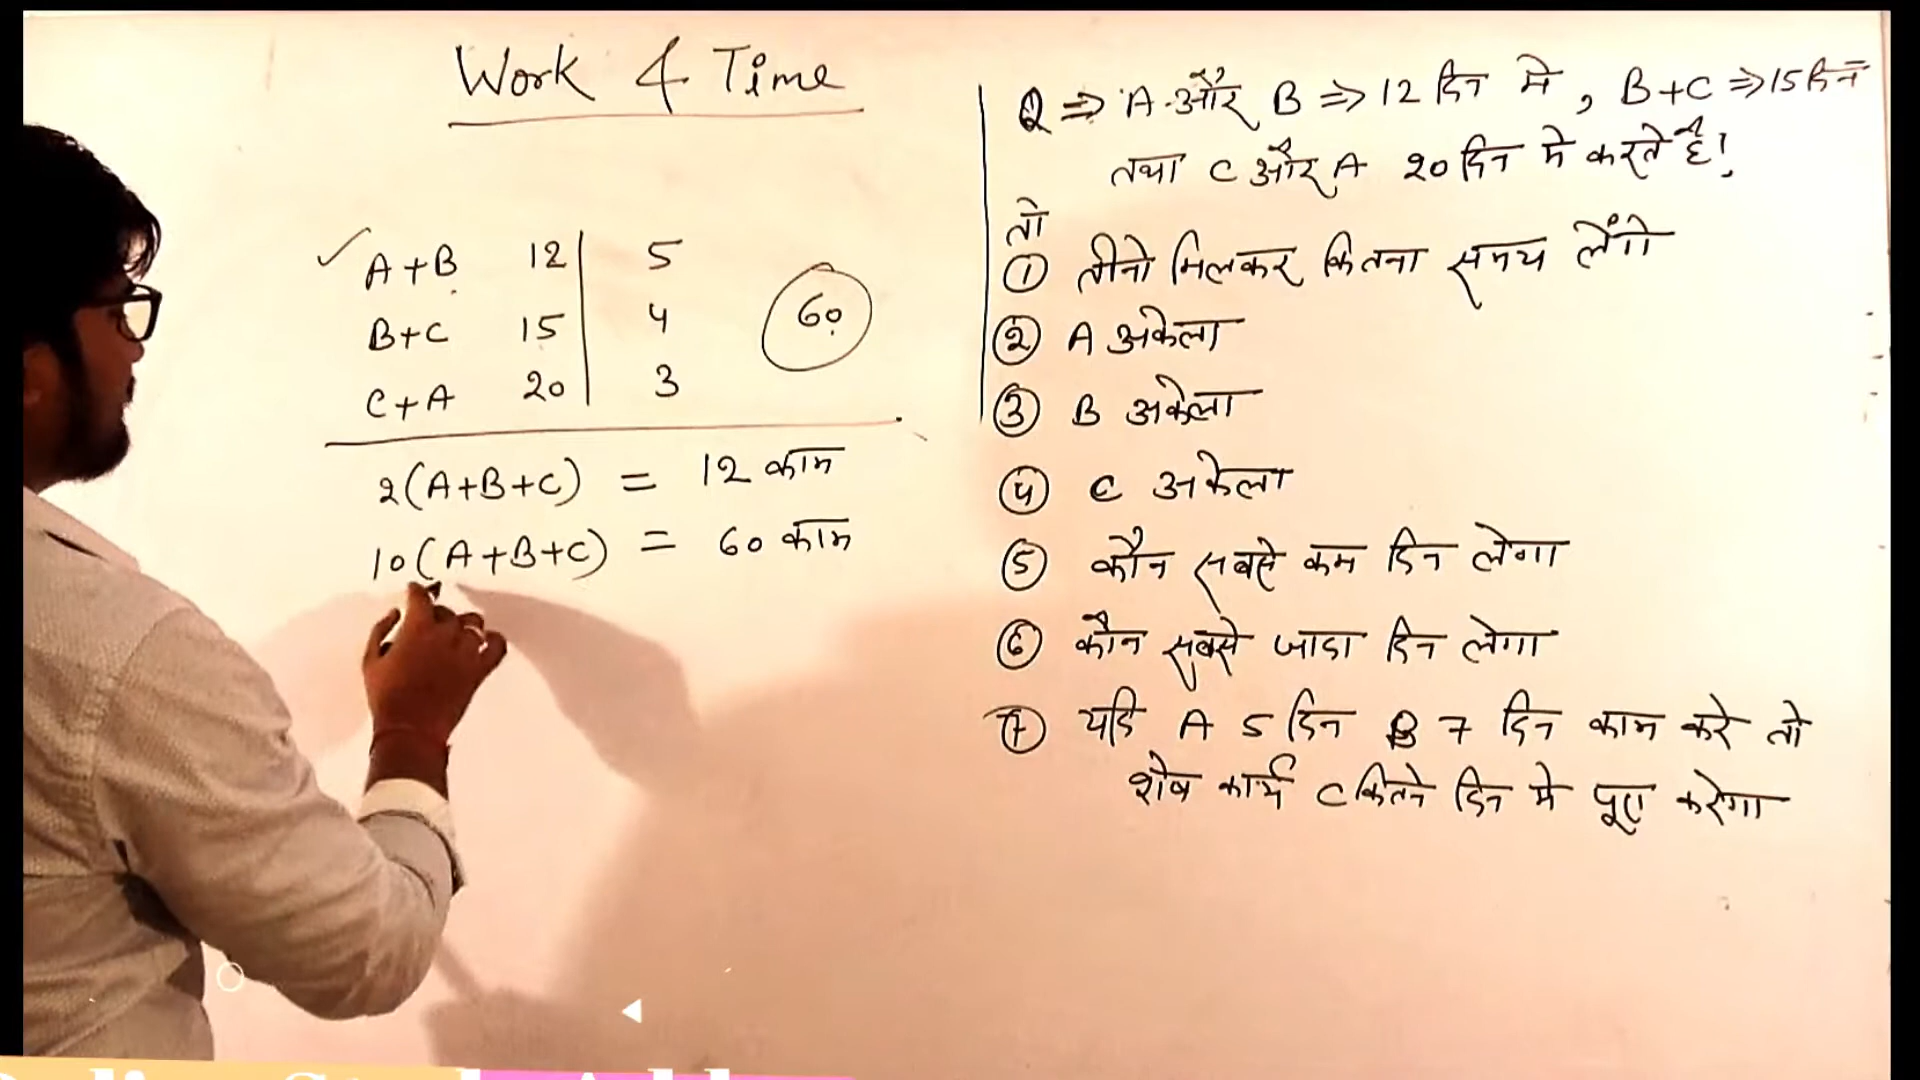 Work & Time
A+B 12 5
B+C 15 4 60
C+A 20 3
2(A+B+C) = 12 काम
10(A+B+C) = 60 काम
Q ⇒ A और B ⇒ 12 दिन मे, B+C ⇒ 15 दिन
तथा C और A 20 दिन मे करते है!
तो
① तीनो मिलकर कितना समय लेंगे
② A अकेला
③ B अकेला
④ C अकेला
⑤ कौन सबसे कम दिन लेगा
⑥ कौन सबसे जादा दिन लेगा
⑦ यदि A 5 दिन B 7 दिन काम करे तो
शेष कार्य C कितने दिन मे पूरा करेगा